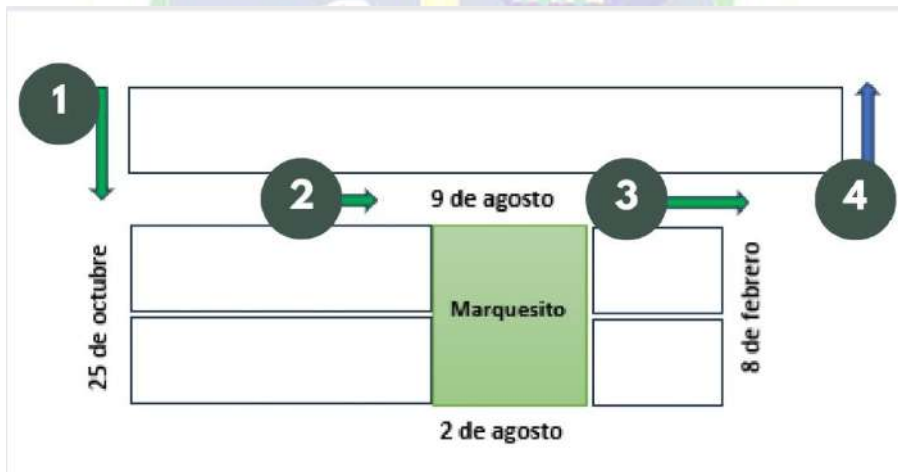 1
2
9 de agosto
3
4
25 de octubre
Marquesito
8 de febrero
2 de agosto